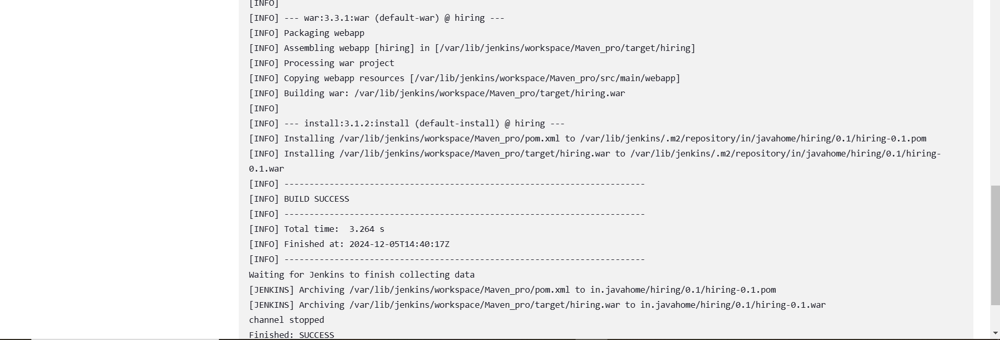 [INFO]
[INFO] --- war:3.3.1:war (default-war) @ hiring ---
[INFO] Packaging webapp
[INFO] Assembling webapp [hiring] in [/var/lib/jenkins/workspace/Maven_pro/target/hiring]
[INFO] Processing war project
[INFO] Copying webapp resources [/var/lib/jenkins/workspace/Maven_pro/src/main/webapp]
[INFO] Building war: /var/lib/jenkins/workspace/Maven_pro/target/hiring.war
[INFO]
[INFO] --- install:3.1.2:install (default-install) @ hiring ---
[INFO] Installing /var/lib/jenkins/workspace/Maven_pro/pom.xml to /var/lib/jenkins/.m2/repository/in/javahome/hiring/0.1/hiring-0.1.pom
[INFO] Installing /var/lib/jenkins/workspace/Maven_pro/target/hiring.war to /var/lib/jenkins/.m2/repository/in/javahome/hiring/0.1/hiring-
0.1.war
[INFO] ------------------------------------------------------------------------
[INFO] BUILD SUCCESS
[INFO] ------------------------------------------------------------------------
[INFO] Total time:  3.264 s
[INFO] Finished at: 2024-12-05T14:40:17Z
[INFO] ------------------------------------------------------------------------
Waiting for Jenkins to finish collecting data
[JENKINS] Archiving /var/lib/jenkins/workspace/Maven_pro/pom.xml to in.javahome/hiring/0.1/hiring-0.1.pom
[JENKINS] Archiving /var/lib/jenkins/workspace/Maven_pro/target/hiring.war to in.javahome/hiring/0.1/hiring-0.1.war
channel stopped
Finished: SUCCESS